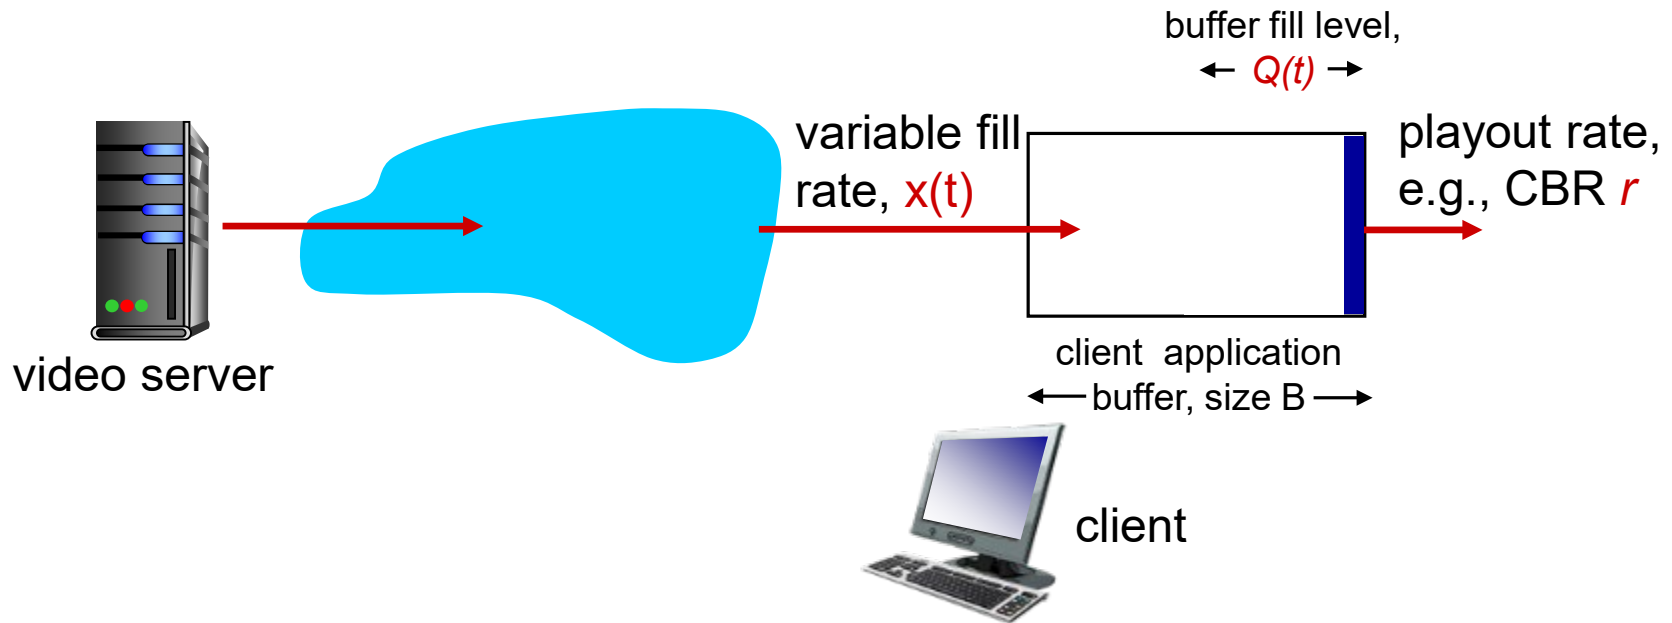 buffer fill level,
Q(t)
variable fill
rate, x(t)
playout rate,
e.g., CBR r
video server
client application
buffer, size B
client